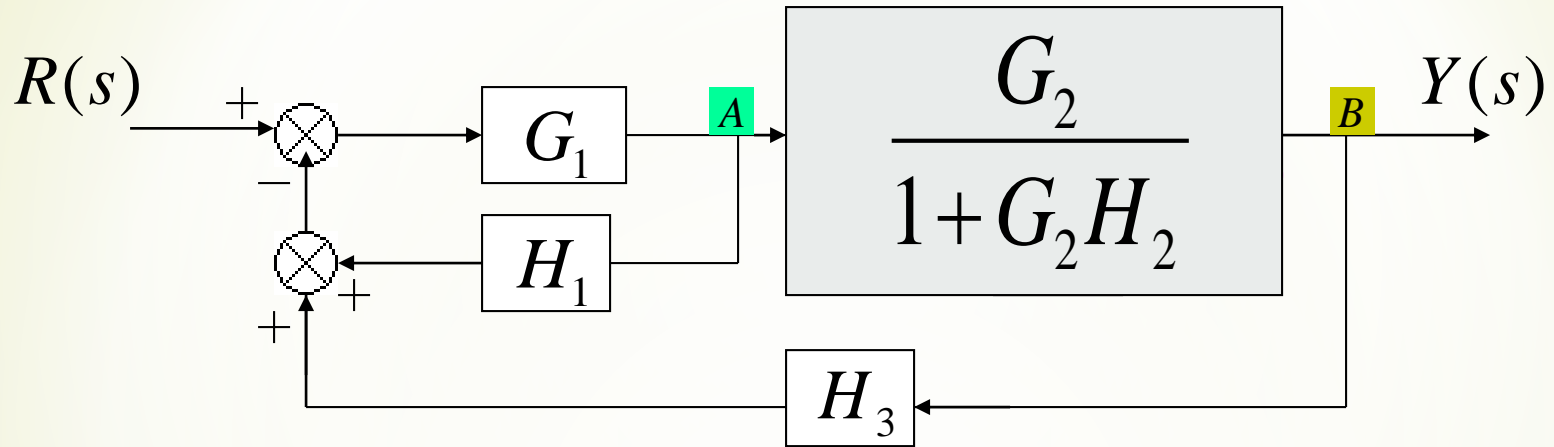 R(s)
+
−
G₁
A
G₂
1+G₂H₂
B
Y(s)
H₁
+
+
H₃